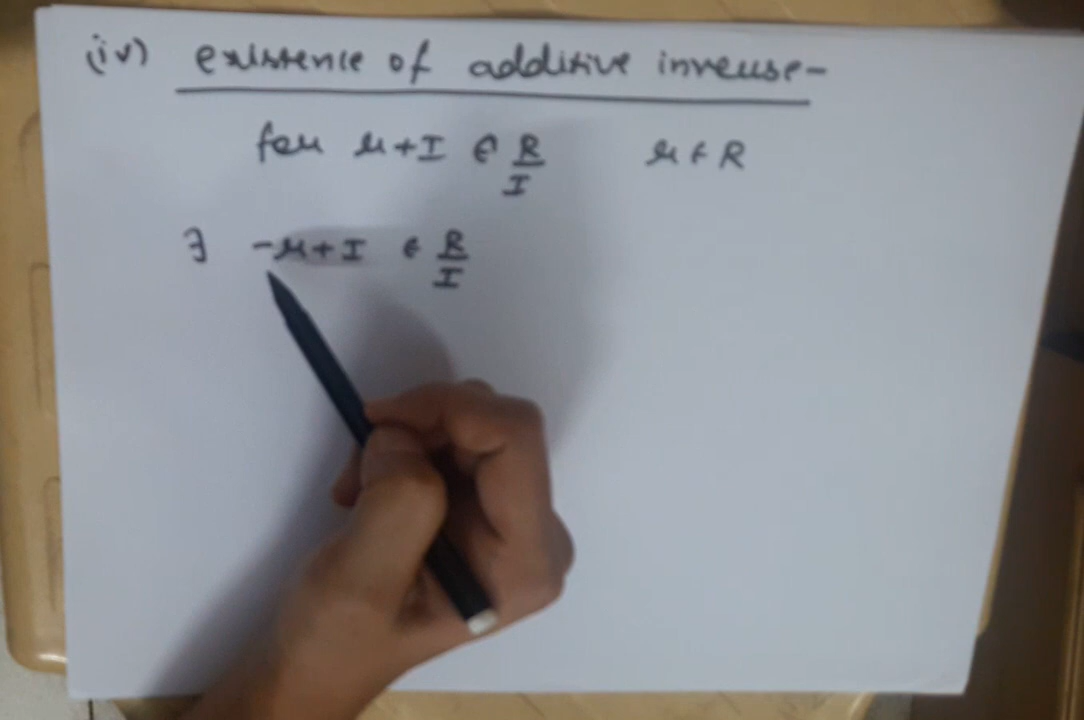 (iv) existence of additive inverse-
for r+I ∈ R/I r ∈ R
∃ -r+I ∈ R/I